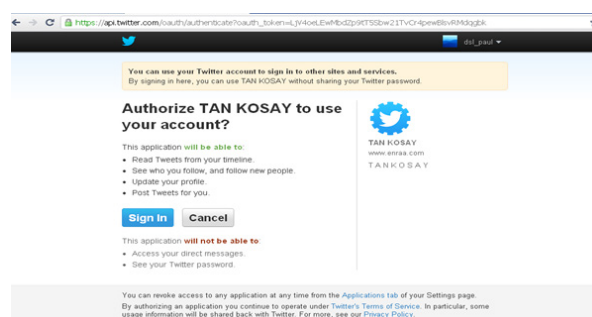 https://api.twitter.com/oauth/authenticate?oauth_token=
dsl_paul
You can use your Twitter account to sign in to other sites and services.
By signing in here, you can use TAN KOSAY without sharing your Twitter password.
Authorize TAN KOSAY to use
your account?
This application will be able to:
Read Tweets from your timeline.
See who you follow, and follow new people.
Update your profile.
Post Tweets for you.
Sign In
Cancel
This application will not be able to:
Access your direct messages.
See your Twitter password.
TAN KOSAY
www.enraa.com
TANKOSAY
You can revoke access to any application at any time from the Applications tab of your Settings page.
By authorizing an application you continue to operate under Twitter's Terms of Service. In particular, some
usage information will be shared back with Twitter. For more, see our Privacy Policy.